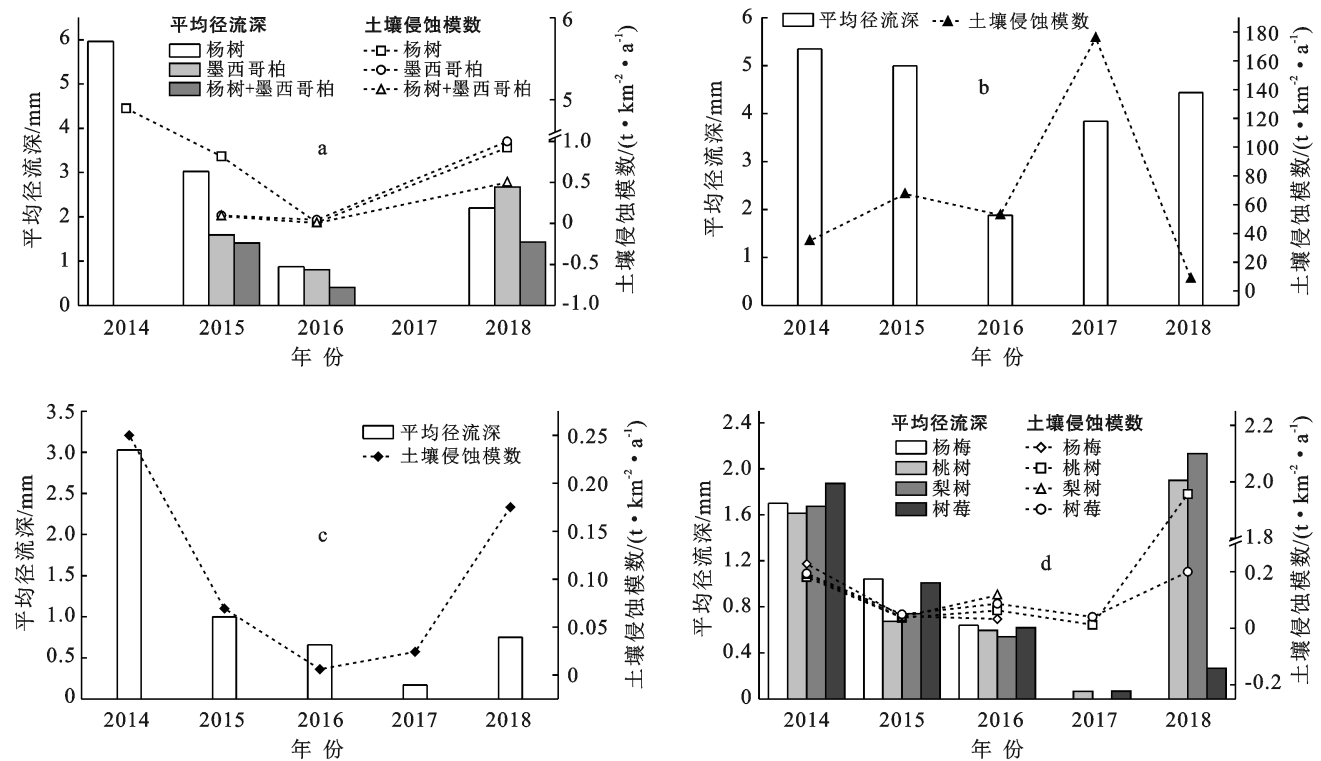 平均径流深 土壤侵蚀模数
杨树 杨树
墨西哥柏 墨西哥柏
杨树+墨西哥柏 杨树+墨西哥柏
a
平均径流深/mm
6
5
4
3
2
1
0
土壤侵蚀模数/(t•km⁻²•a⁻¹)
6
5
1.0
0.5
0
-0.5
-1.0
2014 2015 2016 2017 2018
年 份
平均径流深 土壤侵蚀模数
b
平均径流深/mm
6
5
4
3
2
1
0
土壤侵蚀模数/(t•km⁻²•a⁻¹)
180
160
140
120
100
80
60
40
20
0
2014 2015 2016 2017 2018
年 份
平均径流深
土壤侵蚀模数
c
平均径流深/mm
3.5
3.0
2.5
2.0
1.5
1.0
0.5
0
土壤侵蚀模数/(t•km⁻²•a⁻¹)
0.25
0.20
0.15
0.10
0.05
0
2014 2015 2016 2017 2018
年 份
平均径流深 土壤侵蚀模数
杨梅 杨梅
桃树 桃树
梨树 梨树
树莓 树莓
d
平均径流深/mm
2.4
2.0
1.6
1.2
0.8
0.4
0
土壤侵蚀模数/(t•km⁻²•a⁻¹)
2.2
2.0
1.8
0.2
0
-0.2
2014 2015 2016 2017 2018
年 份